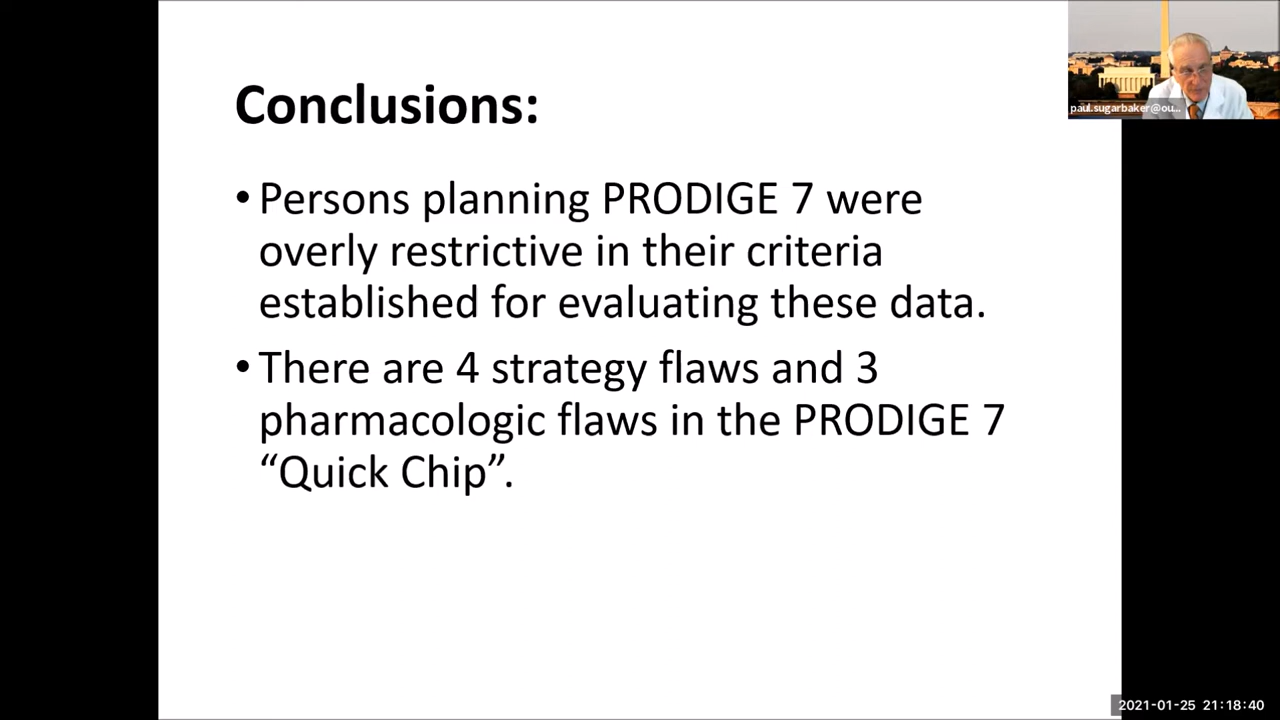 Conclusions:
• Persons planning PRODIGE 7 were
overly restrictive in their criteria
established for evaluating these data.
• There are 4 strategy flaws and 3
pharmacologic flaws in the PRODIGE 7
“Quick Chip”.
paul.sugarbaker@ou...
2021-01-25 21:18:40